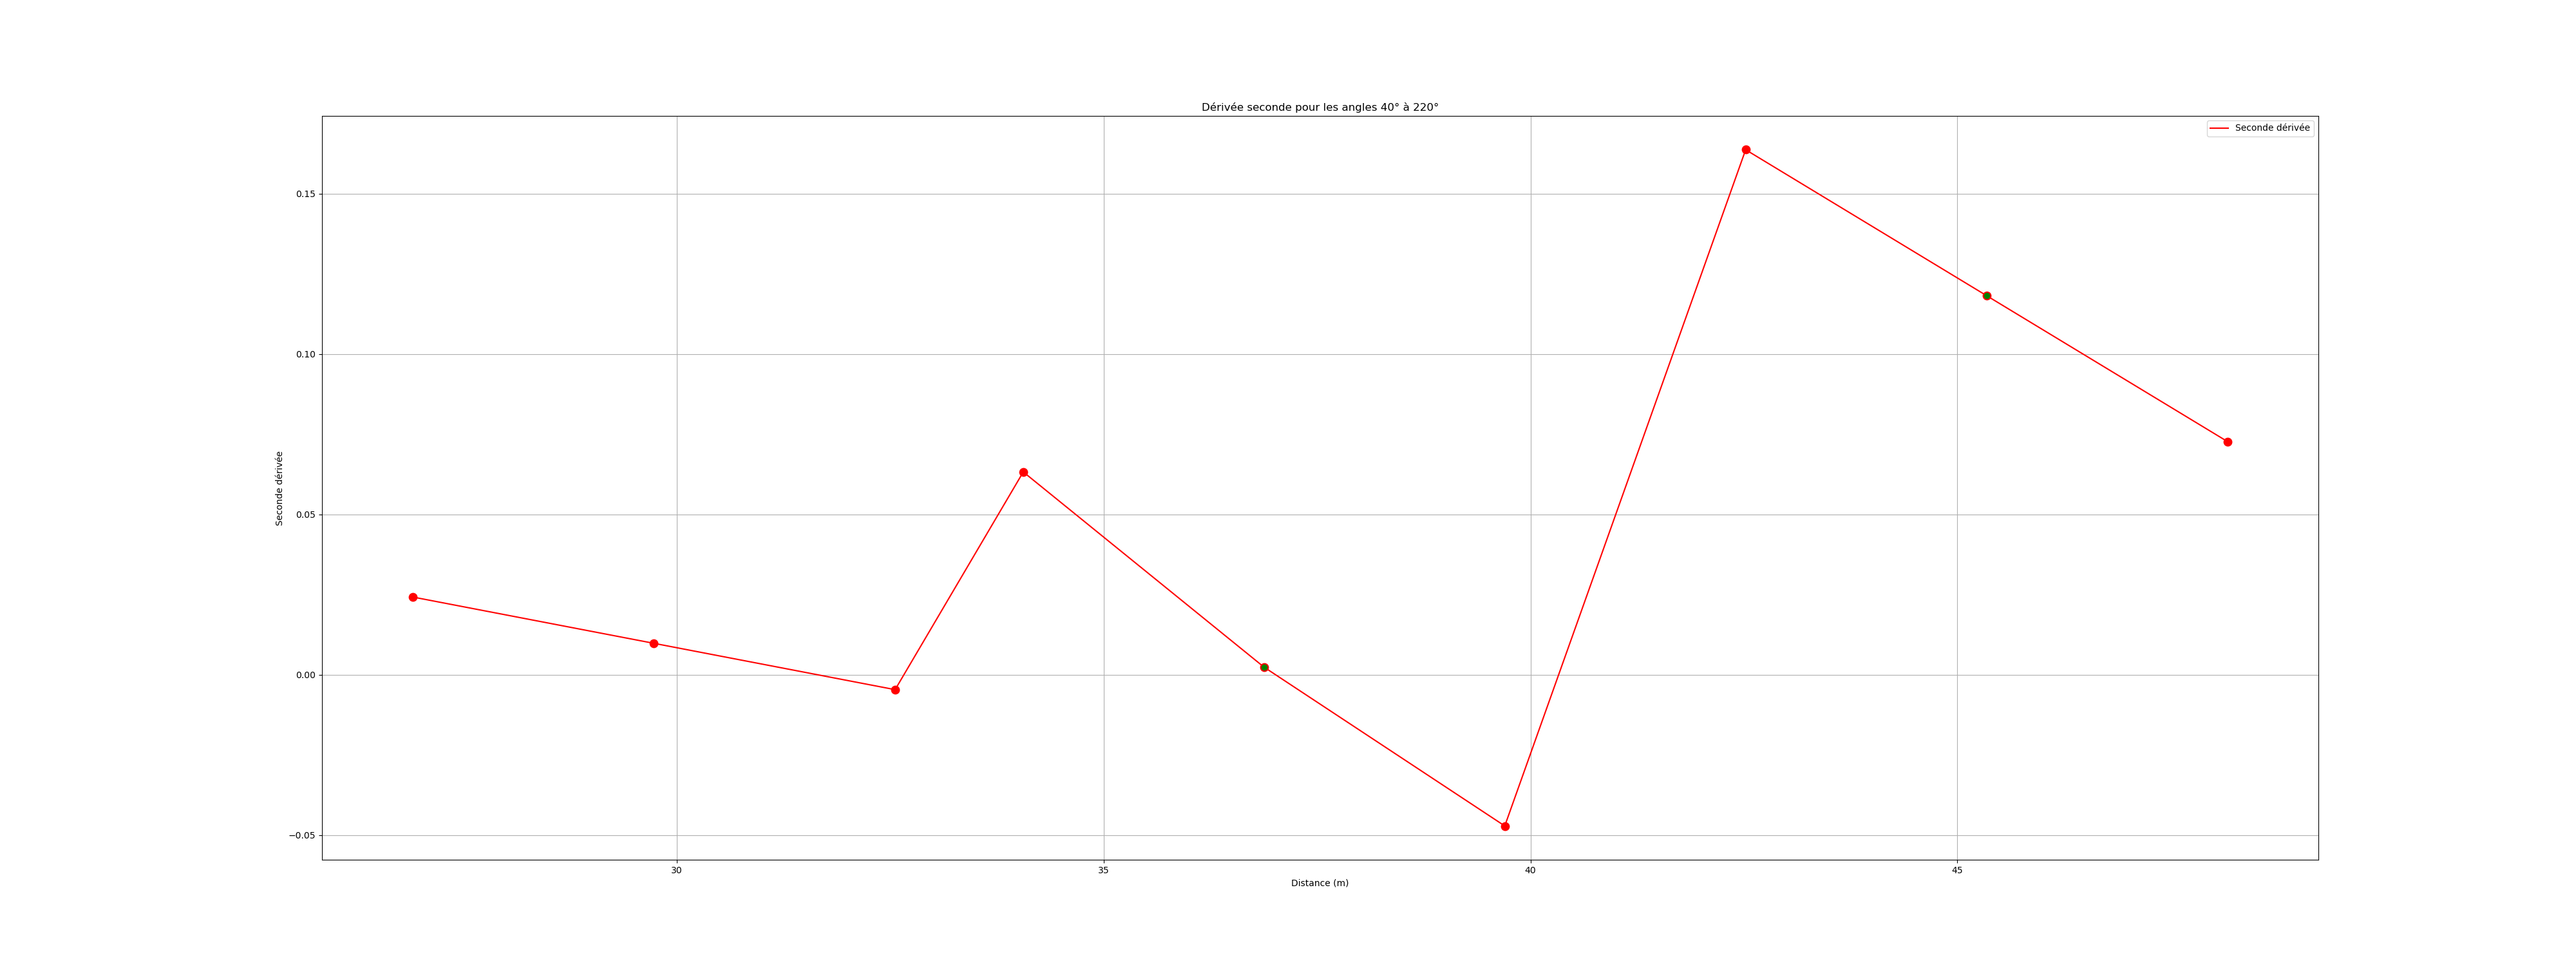 Dérivée seconde pour les angles 40° à 220°
Seconde dérivée
0.15
0.10
0.05
0.00
−0.05
Seconde dérivée
30
35
40
45
Distance (m)